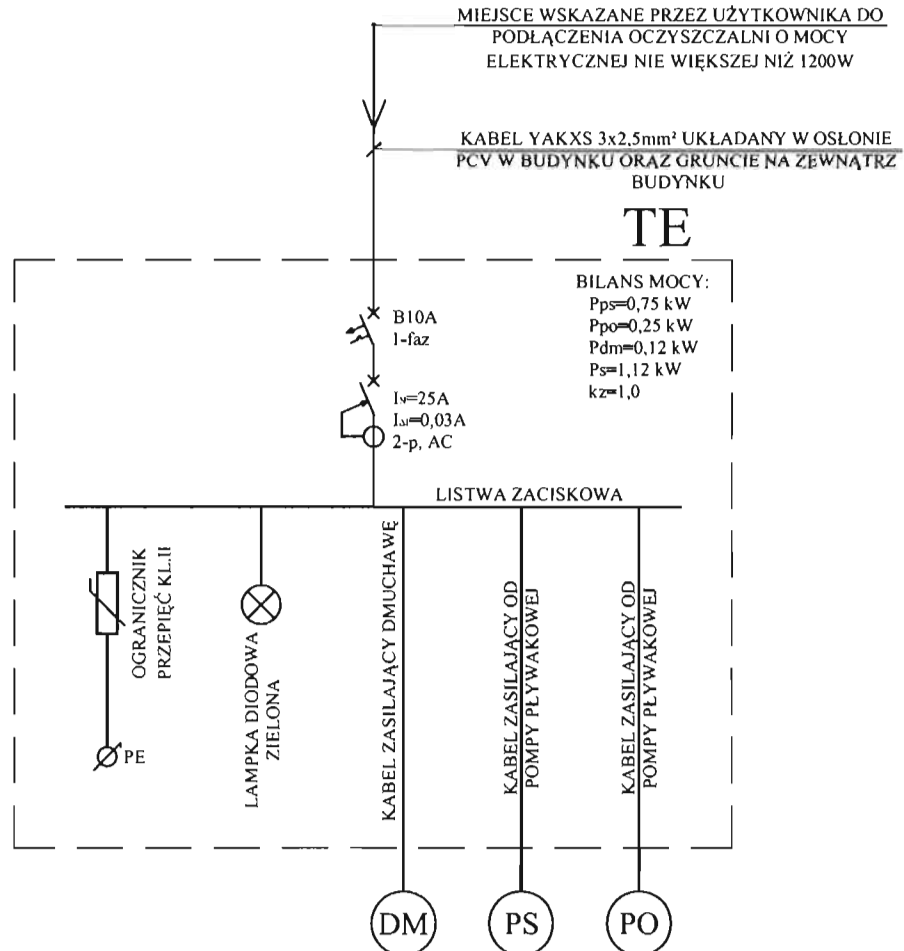 MIEJSCE WSKAZANE PRZEZ UŻYTKOWNIKA DO
PODŁĄCZENIA OCZYSZCZALNI O MOCY
ELEKTRYCZNEJ NIE WIĘKSZEJ NIŻ 1200W
KABEL YAKXS 3x2,5mm² UKŁADANY W OSŁONIE
PCV W BUDYNKU ORAZ GRUNCIE NA ZEWNĄTRZ
BUDYNKU
TE
BILANS MOCY:
Pps=0,75 kW
Ppo=0,25 kW
Pdm=0,12 kW
Ps=1,12 kW
kz=1,0
B10A
1-faz
IN=25A
IΔI=0,03A
2-p, AC
LISTWA ZACISKOWA
OGRANICZNIK
PRZEPIĘĆ KL.II
PE
LAMPKA DIODOWA
ZIELONA
KABEL ZASILAJĄCY DMUCHAWĘ
KABEL ZASILAJĄCY OD
POMPY PŁYWAKOWEJ
KABEL ZASILAJĄCY OD
POMPY PŁYWAKOWEJ
DM
PS
PO